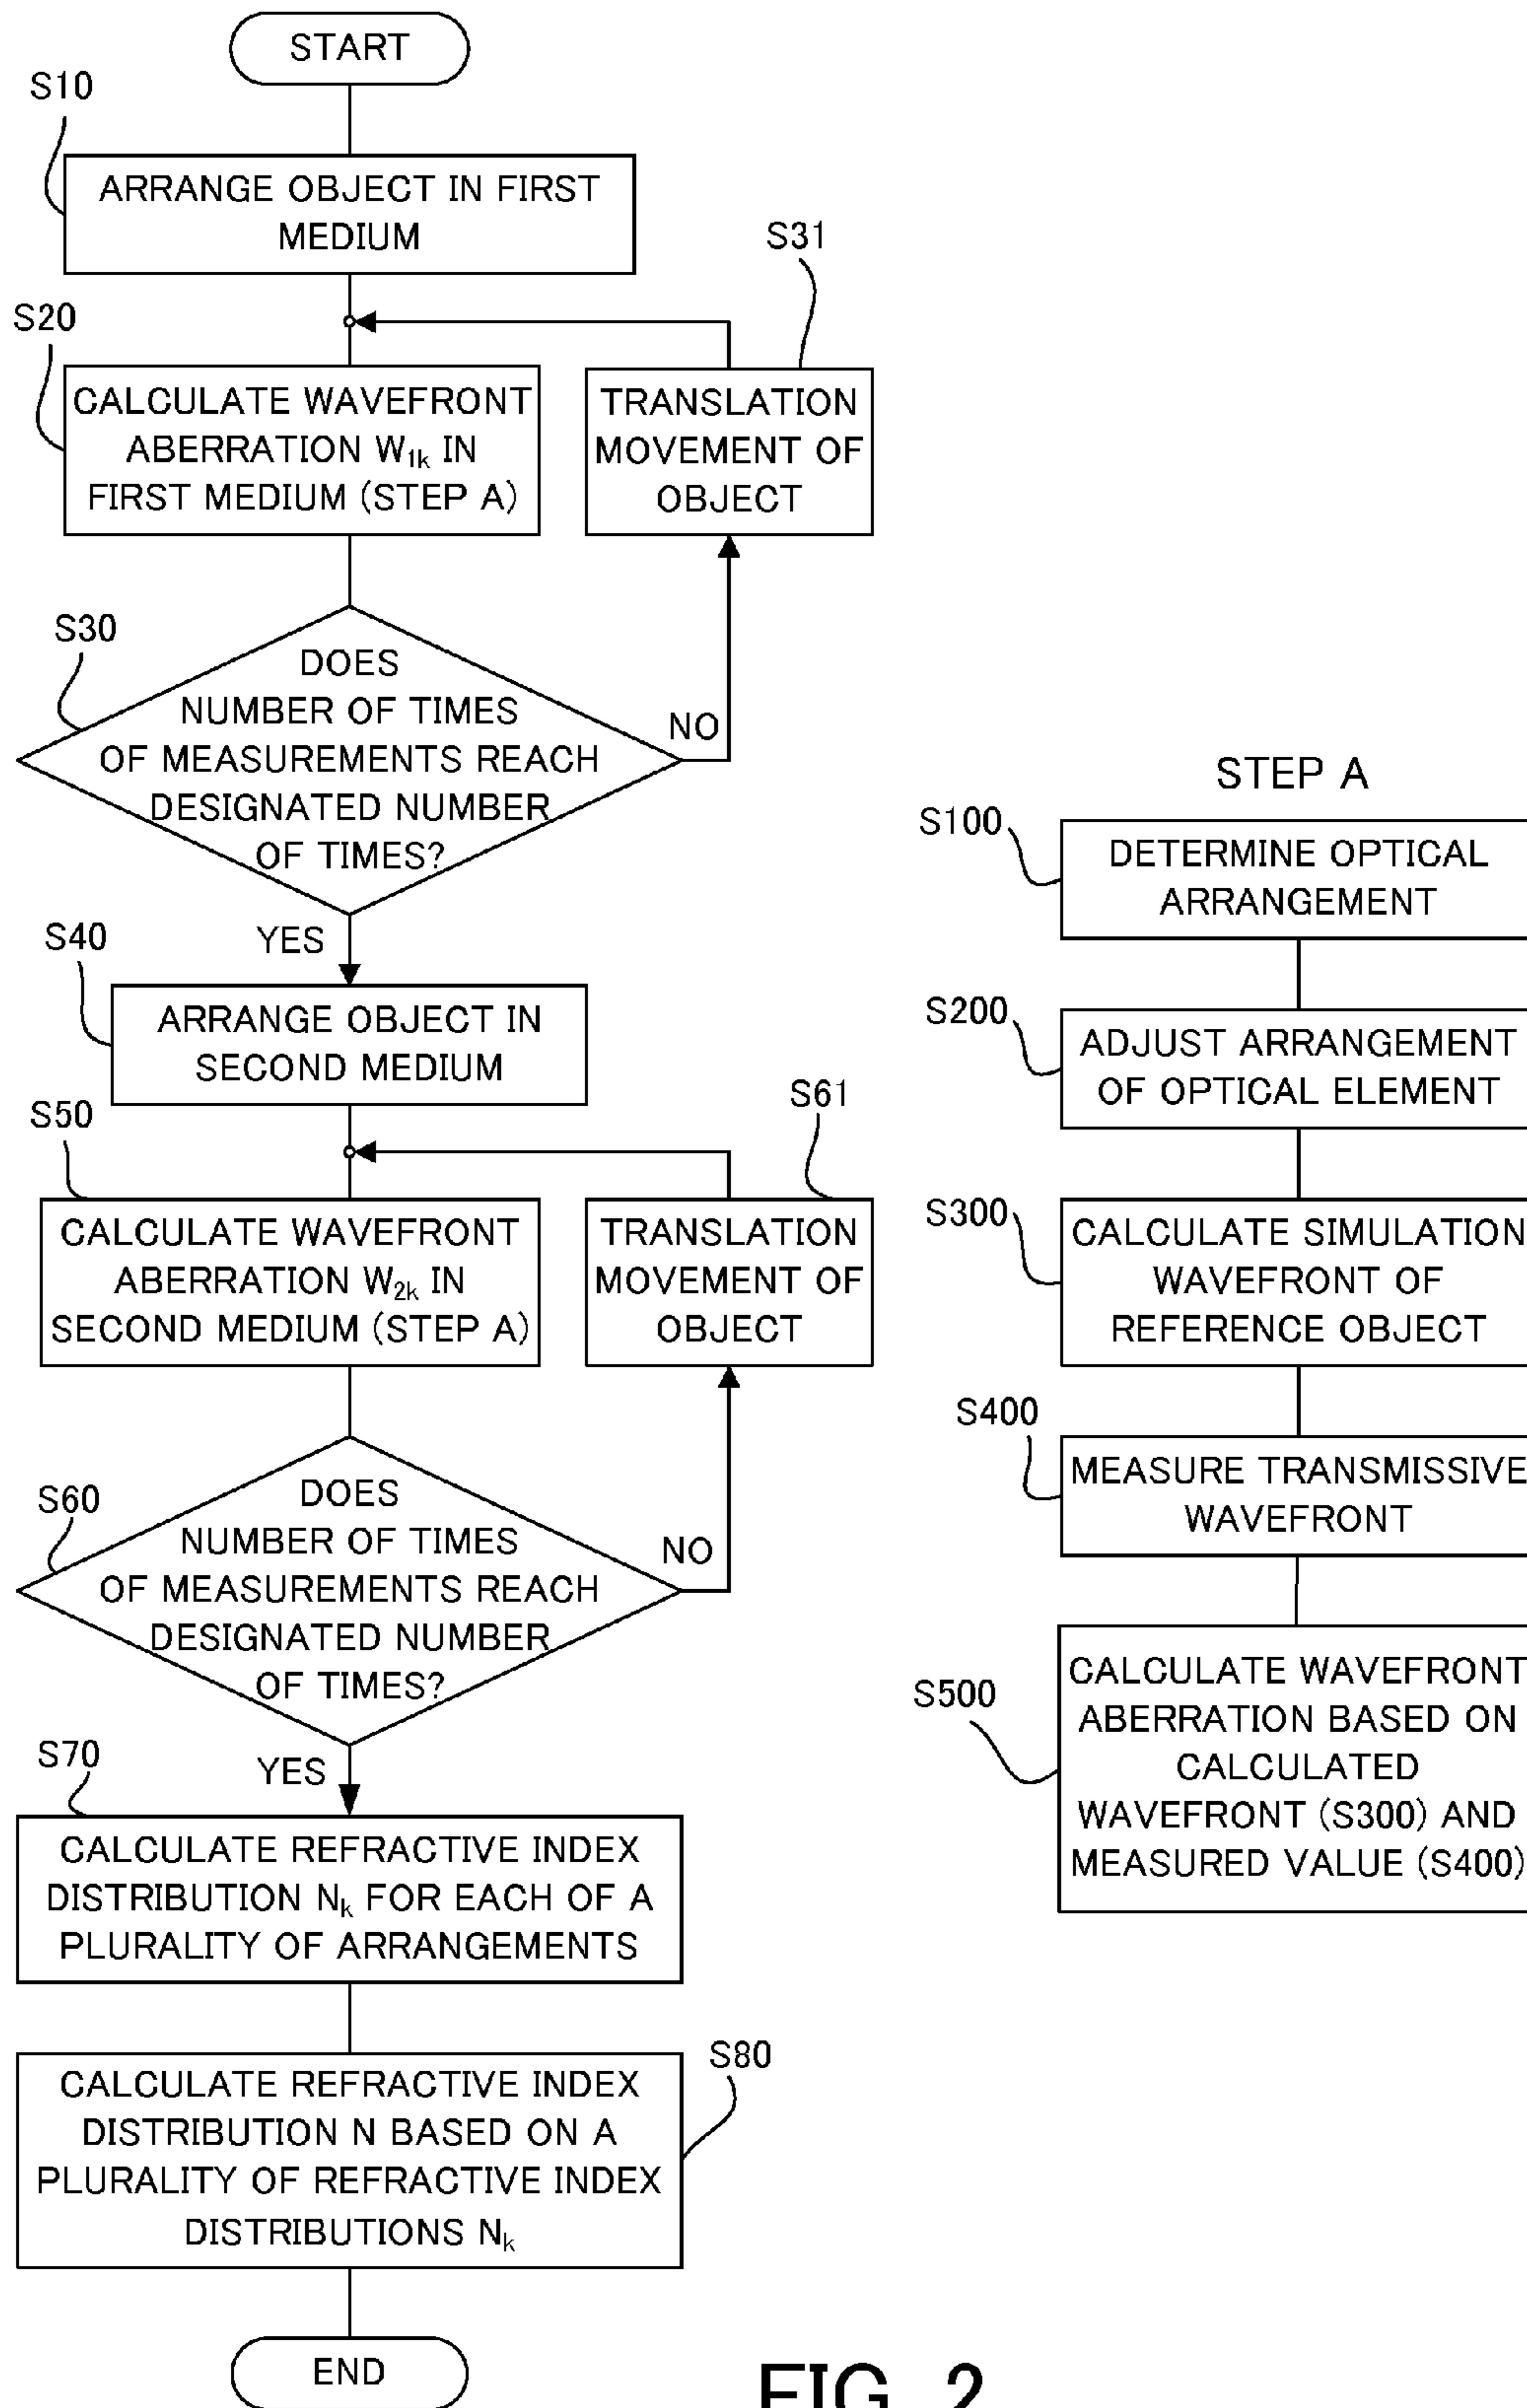 START
S10
ARRANGE OBJECT IN FIRST
MEDIUM
S31
S20
CALCULATE WAVEFRONT
ABERRATION W1k IN
FIRST MEDIUM (STEP A)
TRANSLATION
MOVEMENT OF
OBJECT
S30
DOES
NUMBER OF TIMES
OF MEASUREMENTS REACH
DESIGNATED NUMBER
OF TIMES?
NO
YES
S40
ARRANGE OBJECT IN
SECOND MEDIUM
S61
S50
CALCULATE WAVEFRONT
ABERRATION W2k IN
SECOND MEDIUM (STEP A)
TRANSLATION
MOVEMENT OF
OBJECT
S60
DOES
NUMBER OF TIMES
OF MEASUREMENTS REACH
DESIGNATED NUMBER
OF TIMES?
NO
YES
S70
CALCULATE REFRACTIVE INDEX
DISTRIBUTION Nk FOR EACH OF A
PLURALITY OF ARRANGEMENTS
S80
CALCULATE REFRACTIVE INDEX
DISTRIBUTION N BASED ON A
PLURALITY OF REFRACTIVE INDEX
DISTRIBUTIONS Nk
END
STEP A
S100
DETERMINE OPTICAL
ARRANGEMENT
S200
ADJUST ARRANGEMENT
OF OPTICAL ELEMENT
S300
CALCULATE SIMULATION
WAVEFRONT OF
REFERENCE OBJECT
S400
MEASURE TRANSMISSIVE
WAVEFRONT
S500
CALCULATE WAVEFRONT
ABERRATION BASED ON
CALCULATED
WAVEFRONT (S300) AND
MEASURED VALUE (S400)
FIG. 2